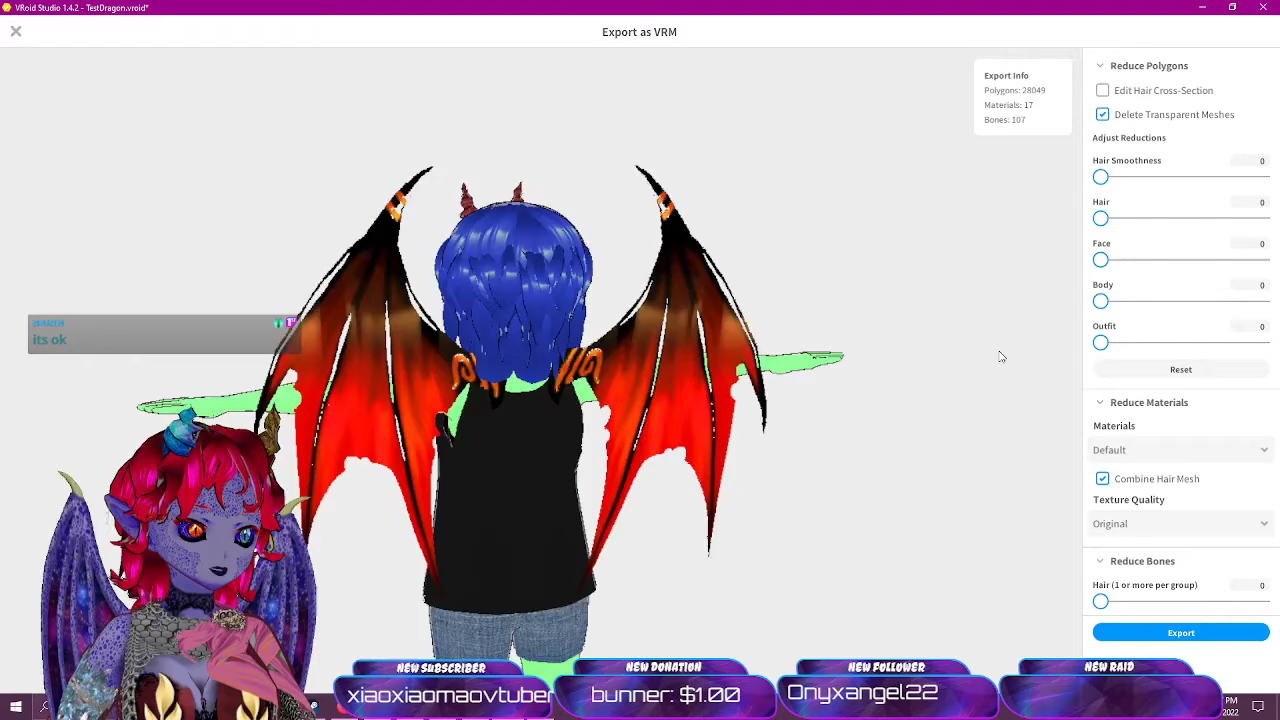 VRoid Studio 1.4.2 - TestDragon.vroid*
Export as VRM
Export Info
Polygons: 28049
Materials: 17
Bones: 107
Reduce Polygons
Edit Hair Cross-Section
Delete Transparent Meshes
Adjust Reductions
Hair Smoothness 0
Hair 0
Face 0
Body 0
Outfit 0
Reset
Reduce Materials
Materials
Default
Combine Hair Mesh
Texture Quality
Original
Reduce Bones
Hair (1 or more per group) 0
Export
its ok
NEW SUBSCRIBER
xiaoxiaomaovtuber
NEW DONATION
bunner: $1.00
NEW FOLLOWER
Onyxangel22
NEW RAID
PM
2022